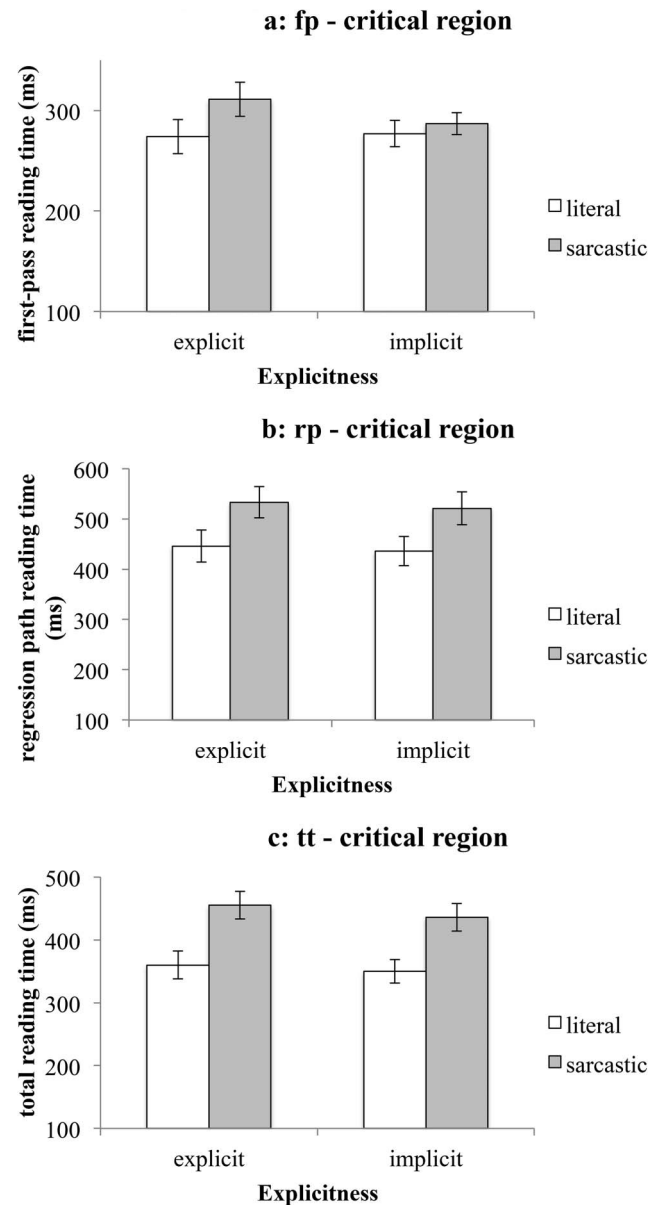 a: fp - critical region
first-pass reading time (ms)
300
200
100
explicit
implicit
Explicitness
literal
sarcastic
b: rp - critical region
regression path reading time
(ms)
600
500
400
300
200
100
explicit
implicit
Explicitness
literal
sarcastic
c: tt - critical region
total reading time (ms)
500
400
300
200
100
explicit
implicit
Explicitness
literal
sarcastic